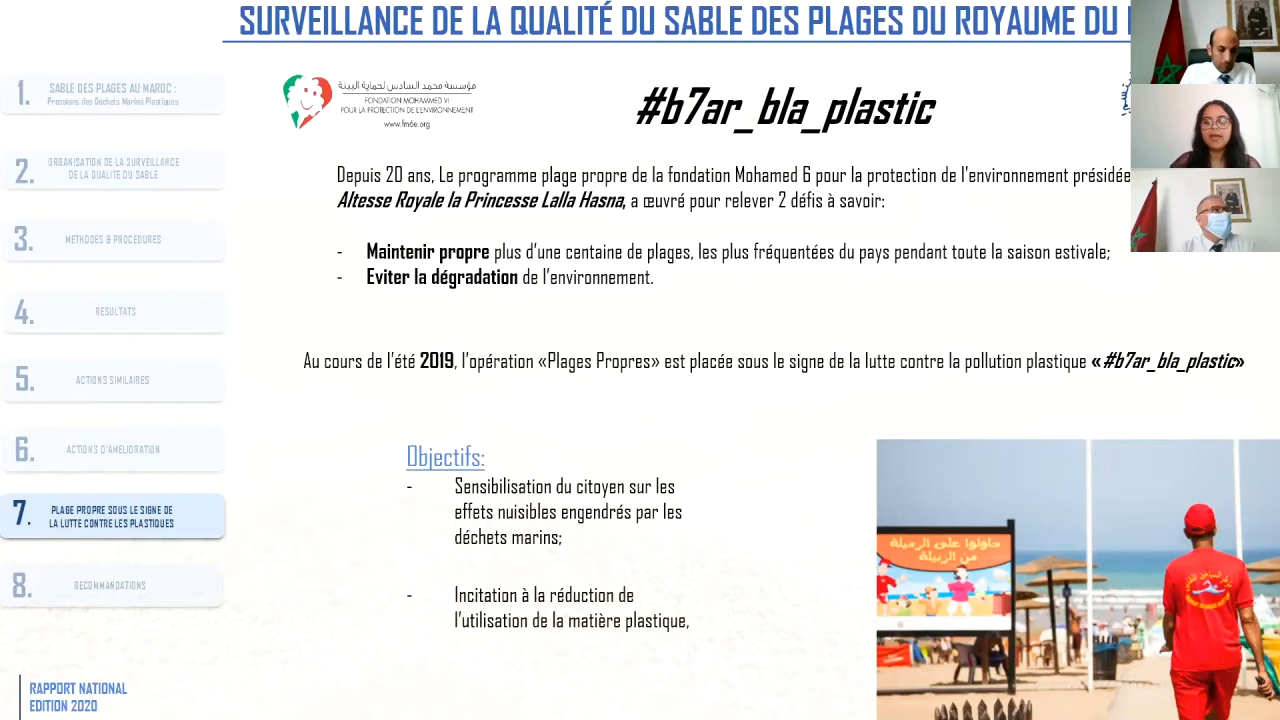 SURVEILLANCE DE LA QUALITÉ DU SABLE DES PLAGES DU ROYAUME DU
1. SABLE DES PLAGES AU MAROC :
Pressions des Déchets Marins Plastiques
2. ORGANISATION DE LA SURVEILLANCE
DE LA QUALITE DU SABLE
3. METHODES & PROCEDURES
4. RESULTATS
5. ACTIONS SIMILAIRES
6. ACTIONS D'AMELIORATION
7. PLAGE PROPRE SOUS LE SIGNE DE
LA LUTTE CONTRE LES PLASTIQUES
8. RECOMMANDATIONS
RAPPORT NATIONAL
EDITION 2020
مؤسسة محمد السادس لحماية البيئة
FONDATION MOHAMMED VI
POUR LA PROTECTION DE L'ENVIRONNEMENT
www.fm6e.org
#b7ar_bla_plastic
Depuis 20 ans, Le programme plage propre de la fondation Mohamed 6 pour la protection de l'environnement présidée
Altesse Royale la Princesse Lalla Hasna, a œuvré pour relever 2 défis à savoir:
- Maintenir propre plus d'une centaine de plages, les plus fréquentées du pays pendant toute la saison estivale;
- Eviter la dégradation de l'environnement.
Au cours de l'été 2019, l'opération «Plages Propres» est placée sous le signe de la lutte contre la pollution plastique «#b7ar_bla_plastic»
Objectifs:
- Sensibilisation du citoyen sur les
effets nuisibles engendrés par les
déchets marins;
- Incitation à la réduction de
l'utilisation de la matière plastique,
حاولوا على الرميلة
من الزبيلة